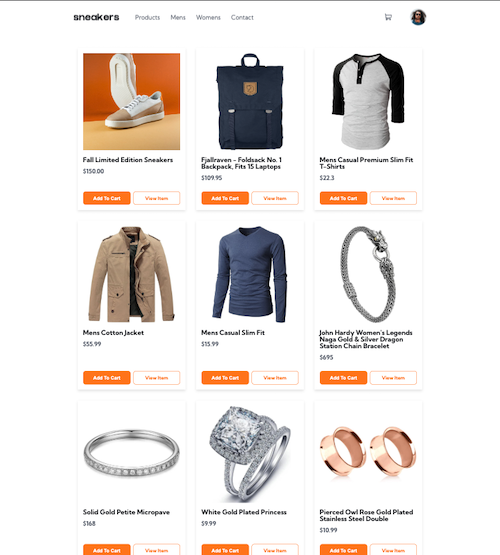 sneakers Products Mens Womens Contact
Fall Limited Edition Sneakers
$150.00
Add To Cart View Item
Fjallraven - Foldsack No. 1
Backpack, Fits 15 Laptops
$109.95
Add To Cart View Item
Mens Casual Premium Slim Fit
T-Shirts
$22.3
Add To Cart View Item
Mens Cotton Jacket
$55.99
Add To Cart View Item
Mens Casual Slim Fit
$15.99
Add To Cart View Item
John Hardy Women's Legends
Naga Gold & Silver Dragon
Station Chain Bracelet
$695
Add To Cart View Item
Solid Gold Petite Micropave
$168
Add To Cart View Item
White Gold Plated Princess
$9.99
Add To Cart View Item
Pierced Owl Rose Gold Plated
Stainless Steel Double
$10.99
Add To Cart View Item